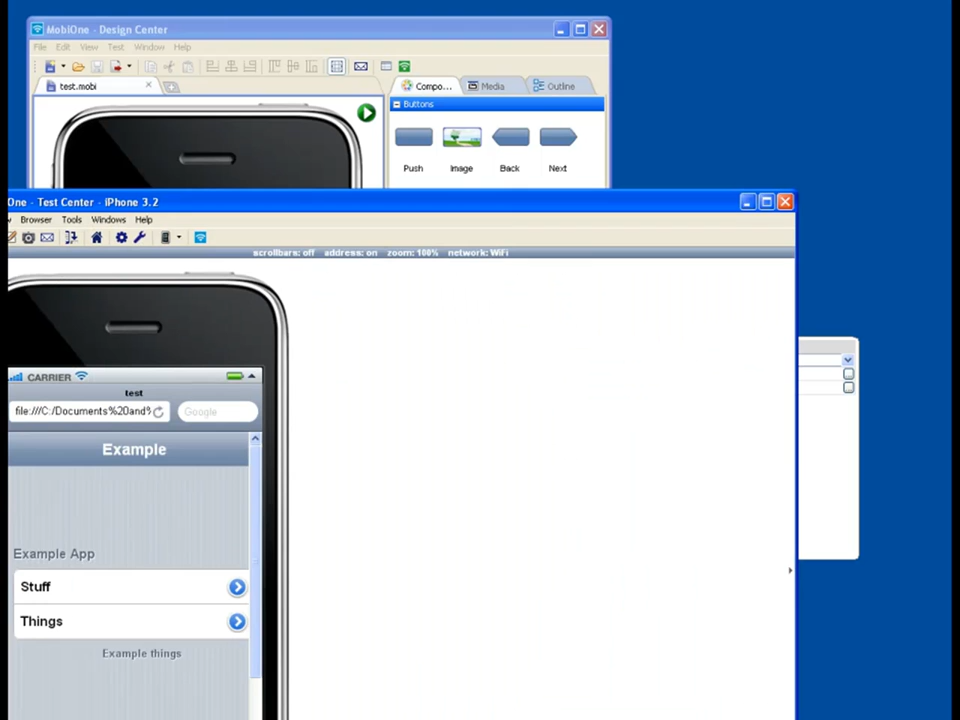 MobiOne - Design Center
File Edit View Test Window Help
test.mobi
Compo... Media Outline
Buttons
Push Image Back Next
One - Test Center - iPhone 3.2
Browser Tools Windows Help
scrollbars: off address: on zoom: 100% network: WiFi
CARRIER
test
file:///C:/Documents%20and%
Google
Example
Example App
Stuff
Things
Example things